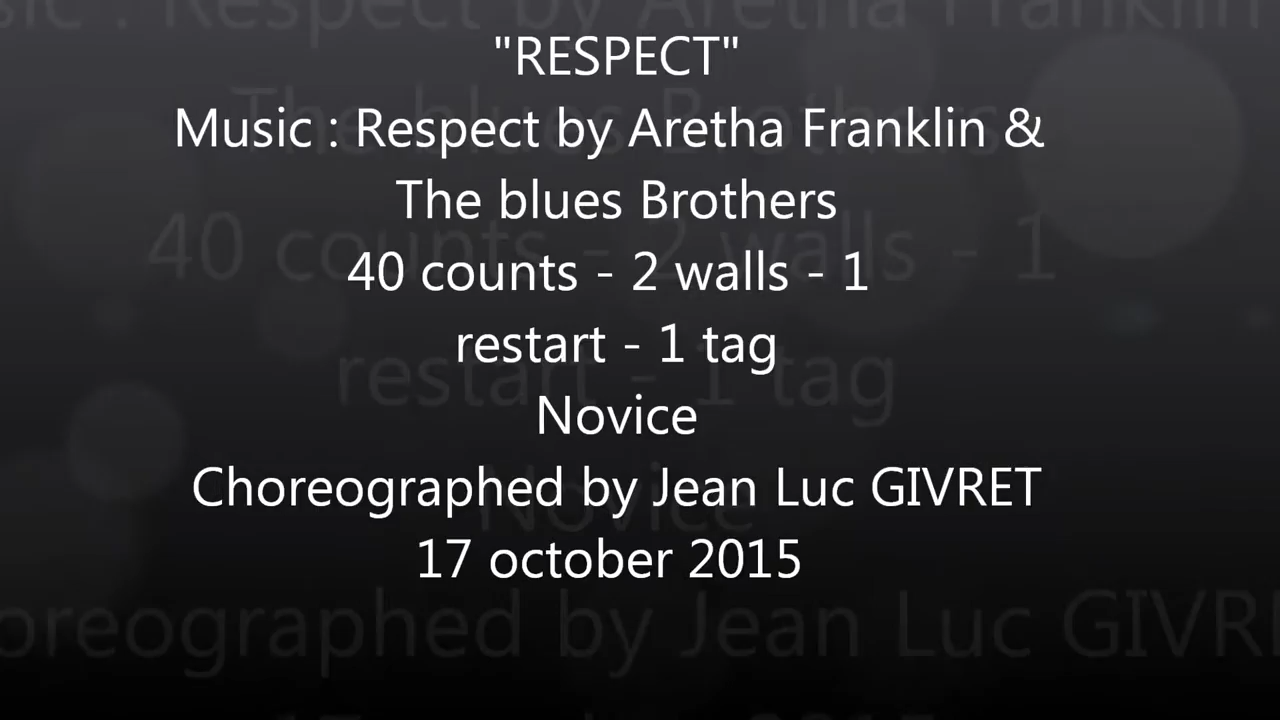 "RESPECT"
Music : Respect by Aretha Franklin &
The blues Brothers
40 counts - 2 walls - 1
restart - 1 tag
Novice
Choreographed by Jean Luc GIVRET
17 october 2015